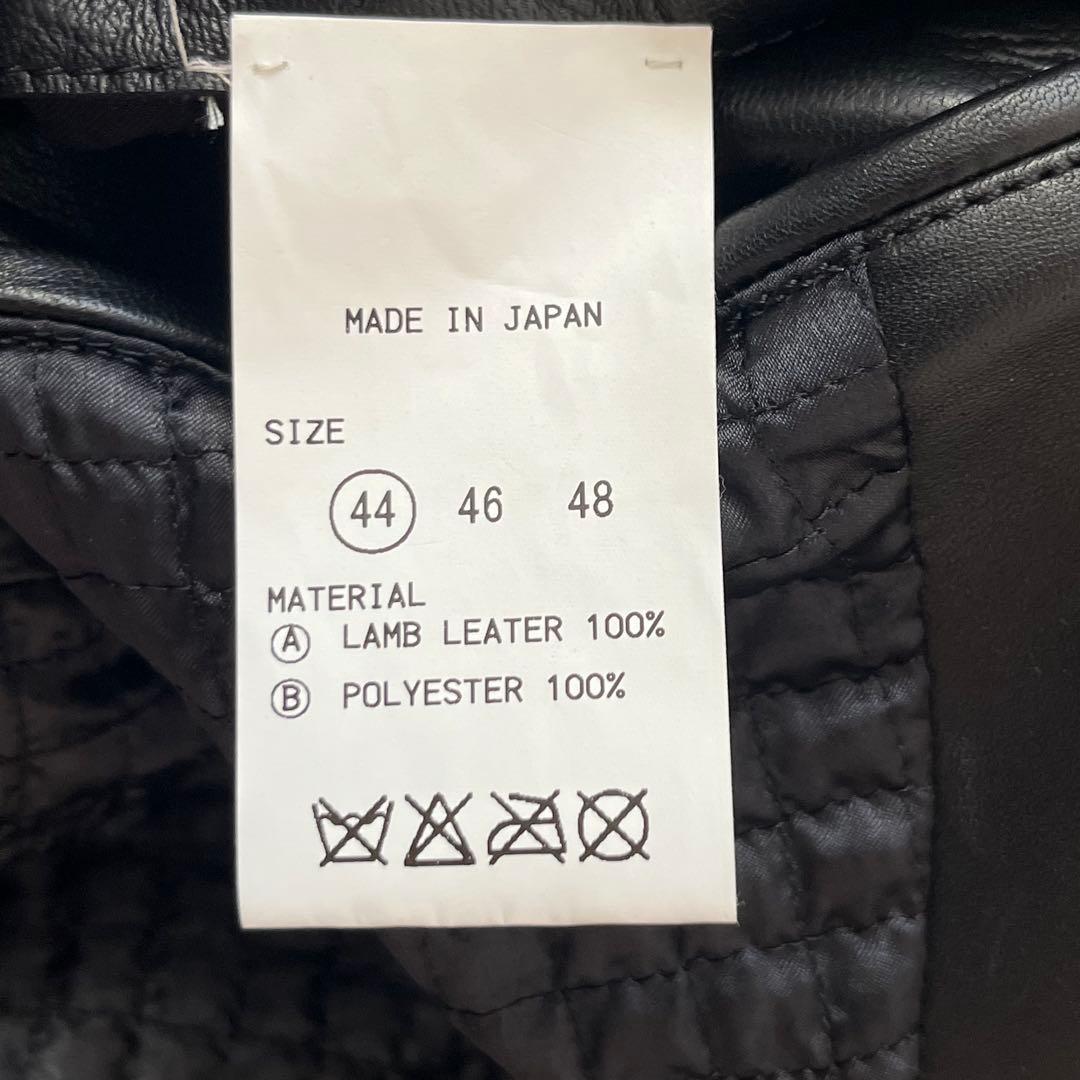 MADE IN JAPAN
SIZE
44 46 48
MATERIAL
Ⓐ LAMB LEATER 100%
Ⓑ POLYESTER 100%